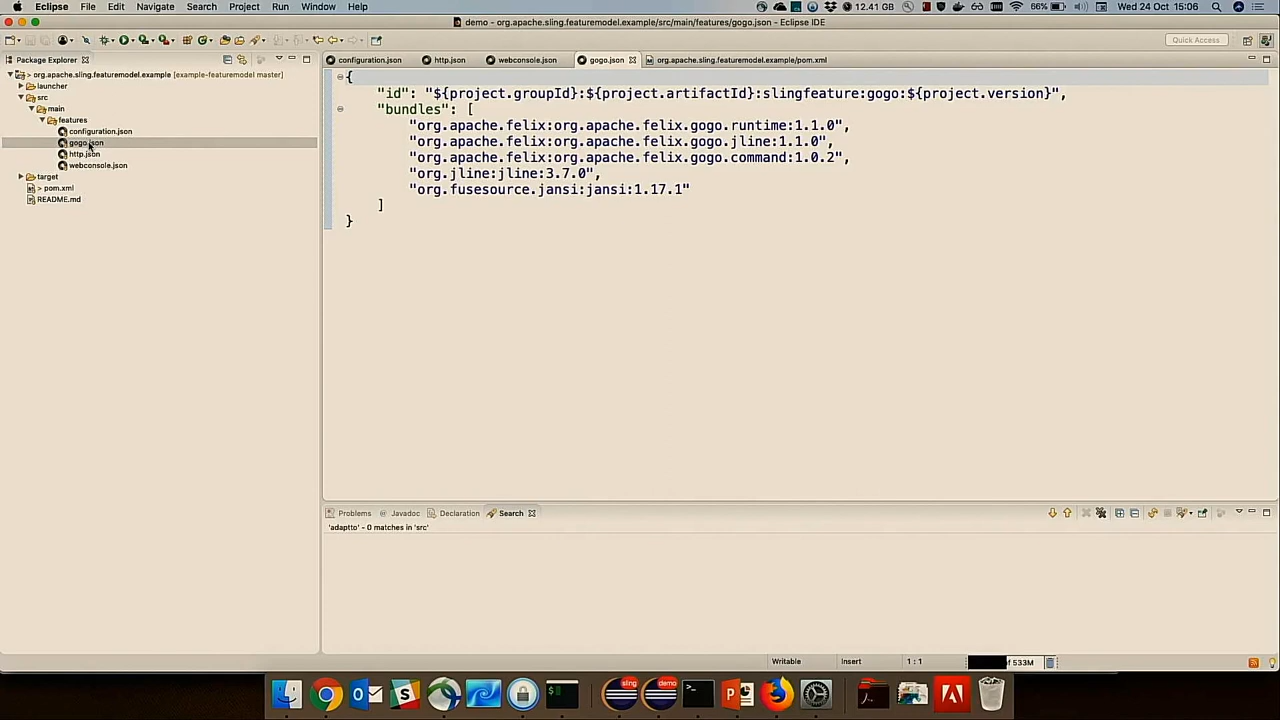 Eclipse File Edit Navigate Search Project Run Window Help 12.41 GB 66% Wed 24 Oct 15:06
demo - org.apache.sling.featuremodel.example/src/main/features/gogo.json - Eclipse IDE
Quick Access
Package Explorer
> org.apache.sling.featuremodel.example [example-featuremodel master]
launcher
src
main
features
configuration.json
gogo.json
http.json
webconsole.json
target
> pom.xml
README.md
configuration.json http.json webconsole.json gogo.json org.apache.sling.featuremodel.example/pom.xml
{
"id": "${project.groupId}:${project.artifactId}:slingfeature:gogo:${project.version}",
"bundles": [
"org.apache.felix:org.apache.felix.gogo.runtime:1.1.0",
"org.apache.felix:org.apache.felix.gogo.jline:1.1.0",
"org.apache.felix:org.apache.felix.gogo.command:1.0.2",
"org.jline:jline:3.7.0",
"org.fusesource.jansi:jansi:1.17.1"
]
}
Problems Javadoc Declaration Search
'adaptto' - 0 matches in 'src'
Writable Insert 1 : 1 of 533M
sling demo